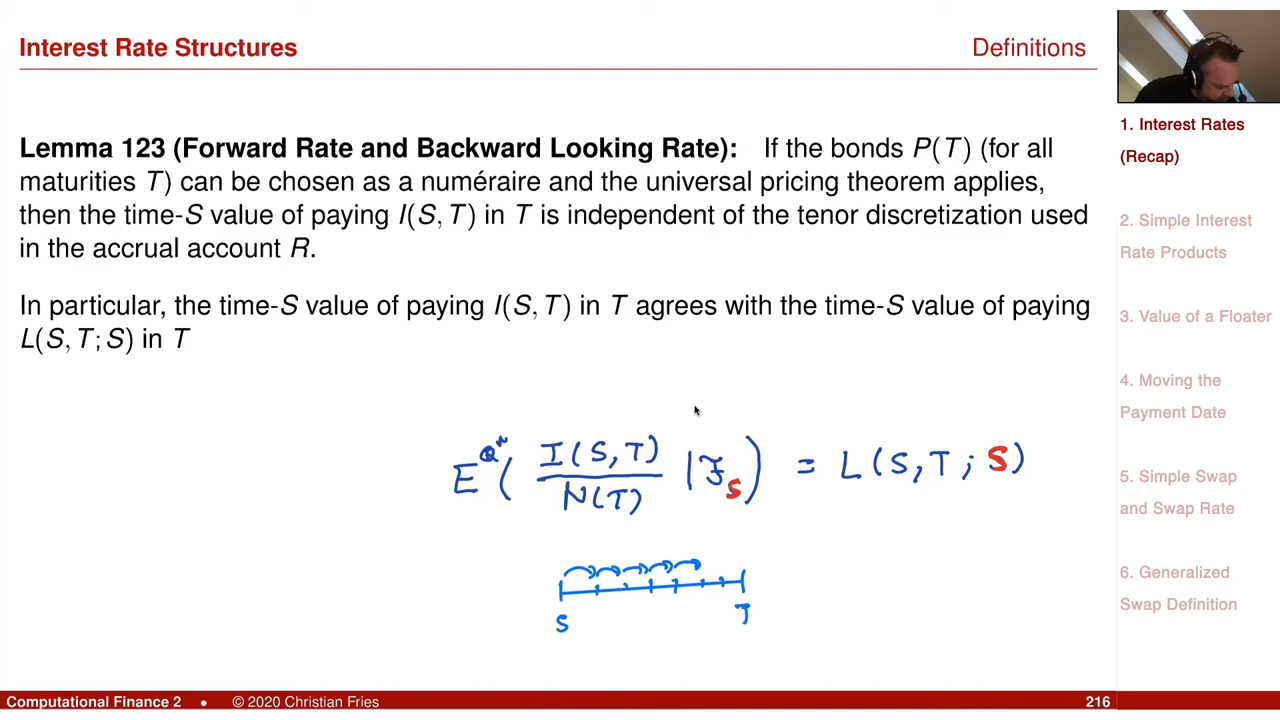 Interest Rate Structures
Definitions
Lemma 123 (Forward Rate and Backward Looking Rate): If the bonds P(T) (for all
maturities T) can be chosen as a numéraire and the universal pricing theorem applies,
then the time-S value of paying I(S, T) in T is independent of the tenor discretization used
in the accrual account R.
In particular, the time-S value of paying I(S, T) in T agrees with the time-S value of paying
L(S, T; S) in T
E^Q^N ( I(S,T) / N(T) | F_S ) = L(S,T; S)
S T
1. Interest Rates
(Recap)
2. Simple Interest
Rate Products
3. Value of a Floater
4. Moving the
Payment Date
5. Simple Swap
and Swap Rate
6. Generalized
Swap Definition
Computational Finance 2 • © 2020 Christian Fries
216